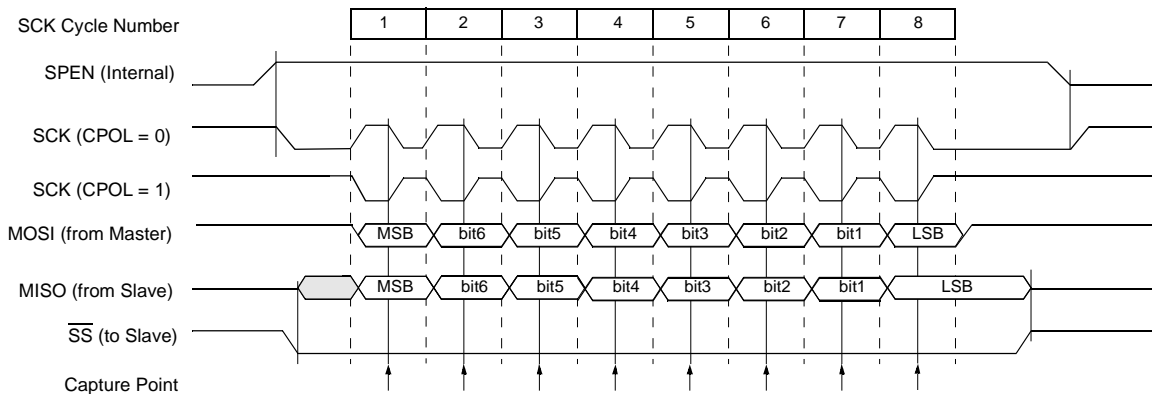 SCK Cycle Number 1 2 3 4 5 6 7 8
SPEN (Internal)
SCK (CPOL = 0)
SCK (CPOL = 1)
MOSI (from Master) MSB bit6 bit5 bit4 bit3 bit2 bit1 LSB
MISO (from Slave) MSB bit6 bit5 bit4 bit3 bit2 bit1 LSB
SS (to Slave)
Capture Point